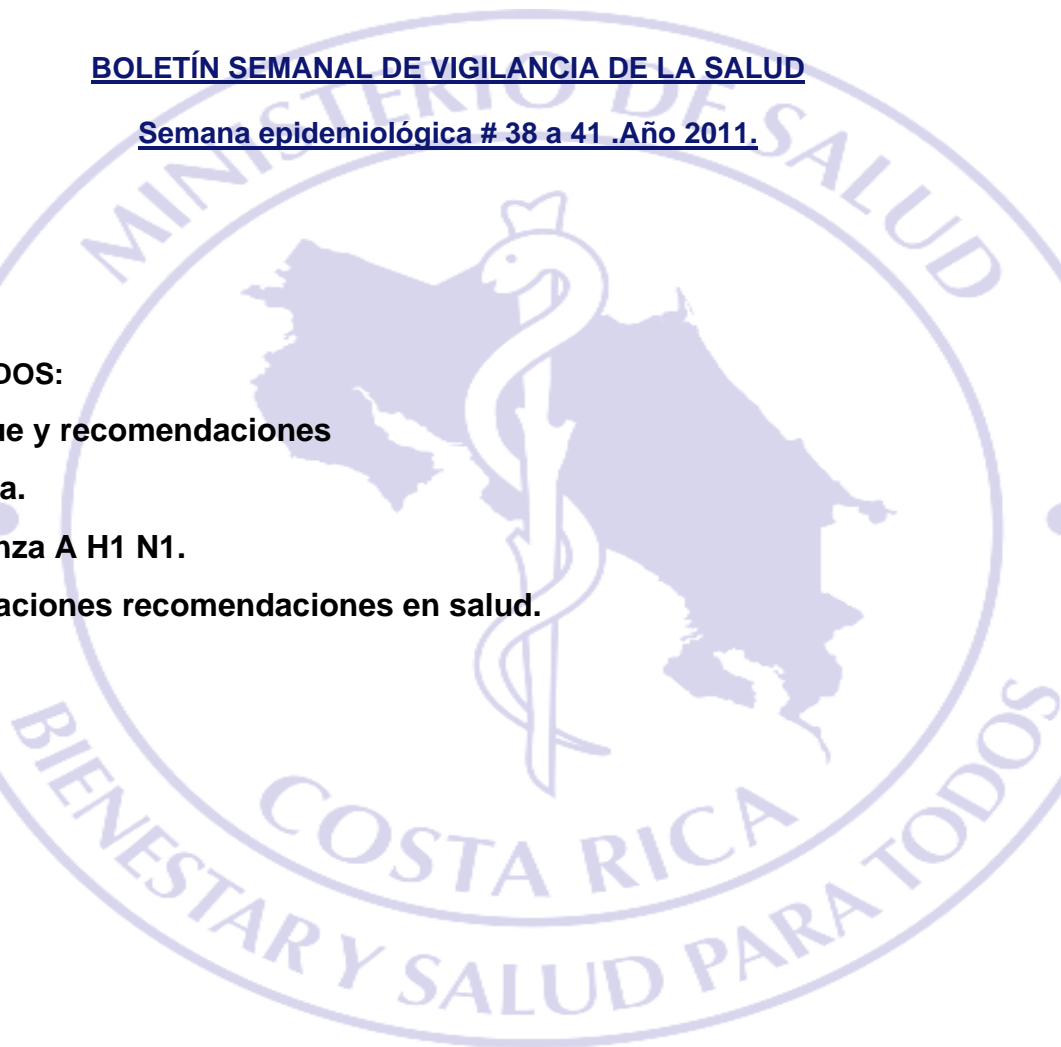 BOLETÍN SEMANAL DE VIGILANCIA DE LA SALUD
Semana epidemiológica # 38 a 41 .Año 2011.
MINISTERIO DE SALUD
DOS:
ue y recomendaciones
a.
nza A H1 N1.
aciones recomendaciones en salud.
COSTA RICA
BIENESTAR Y SALUD PARA TODOS